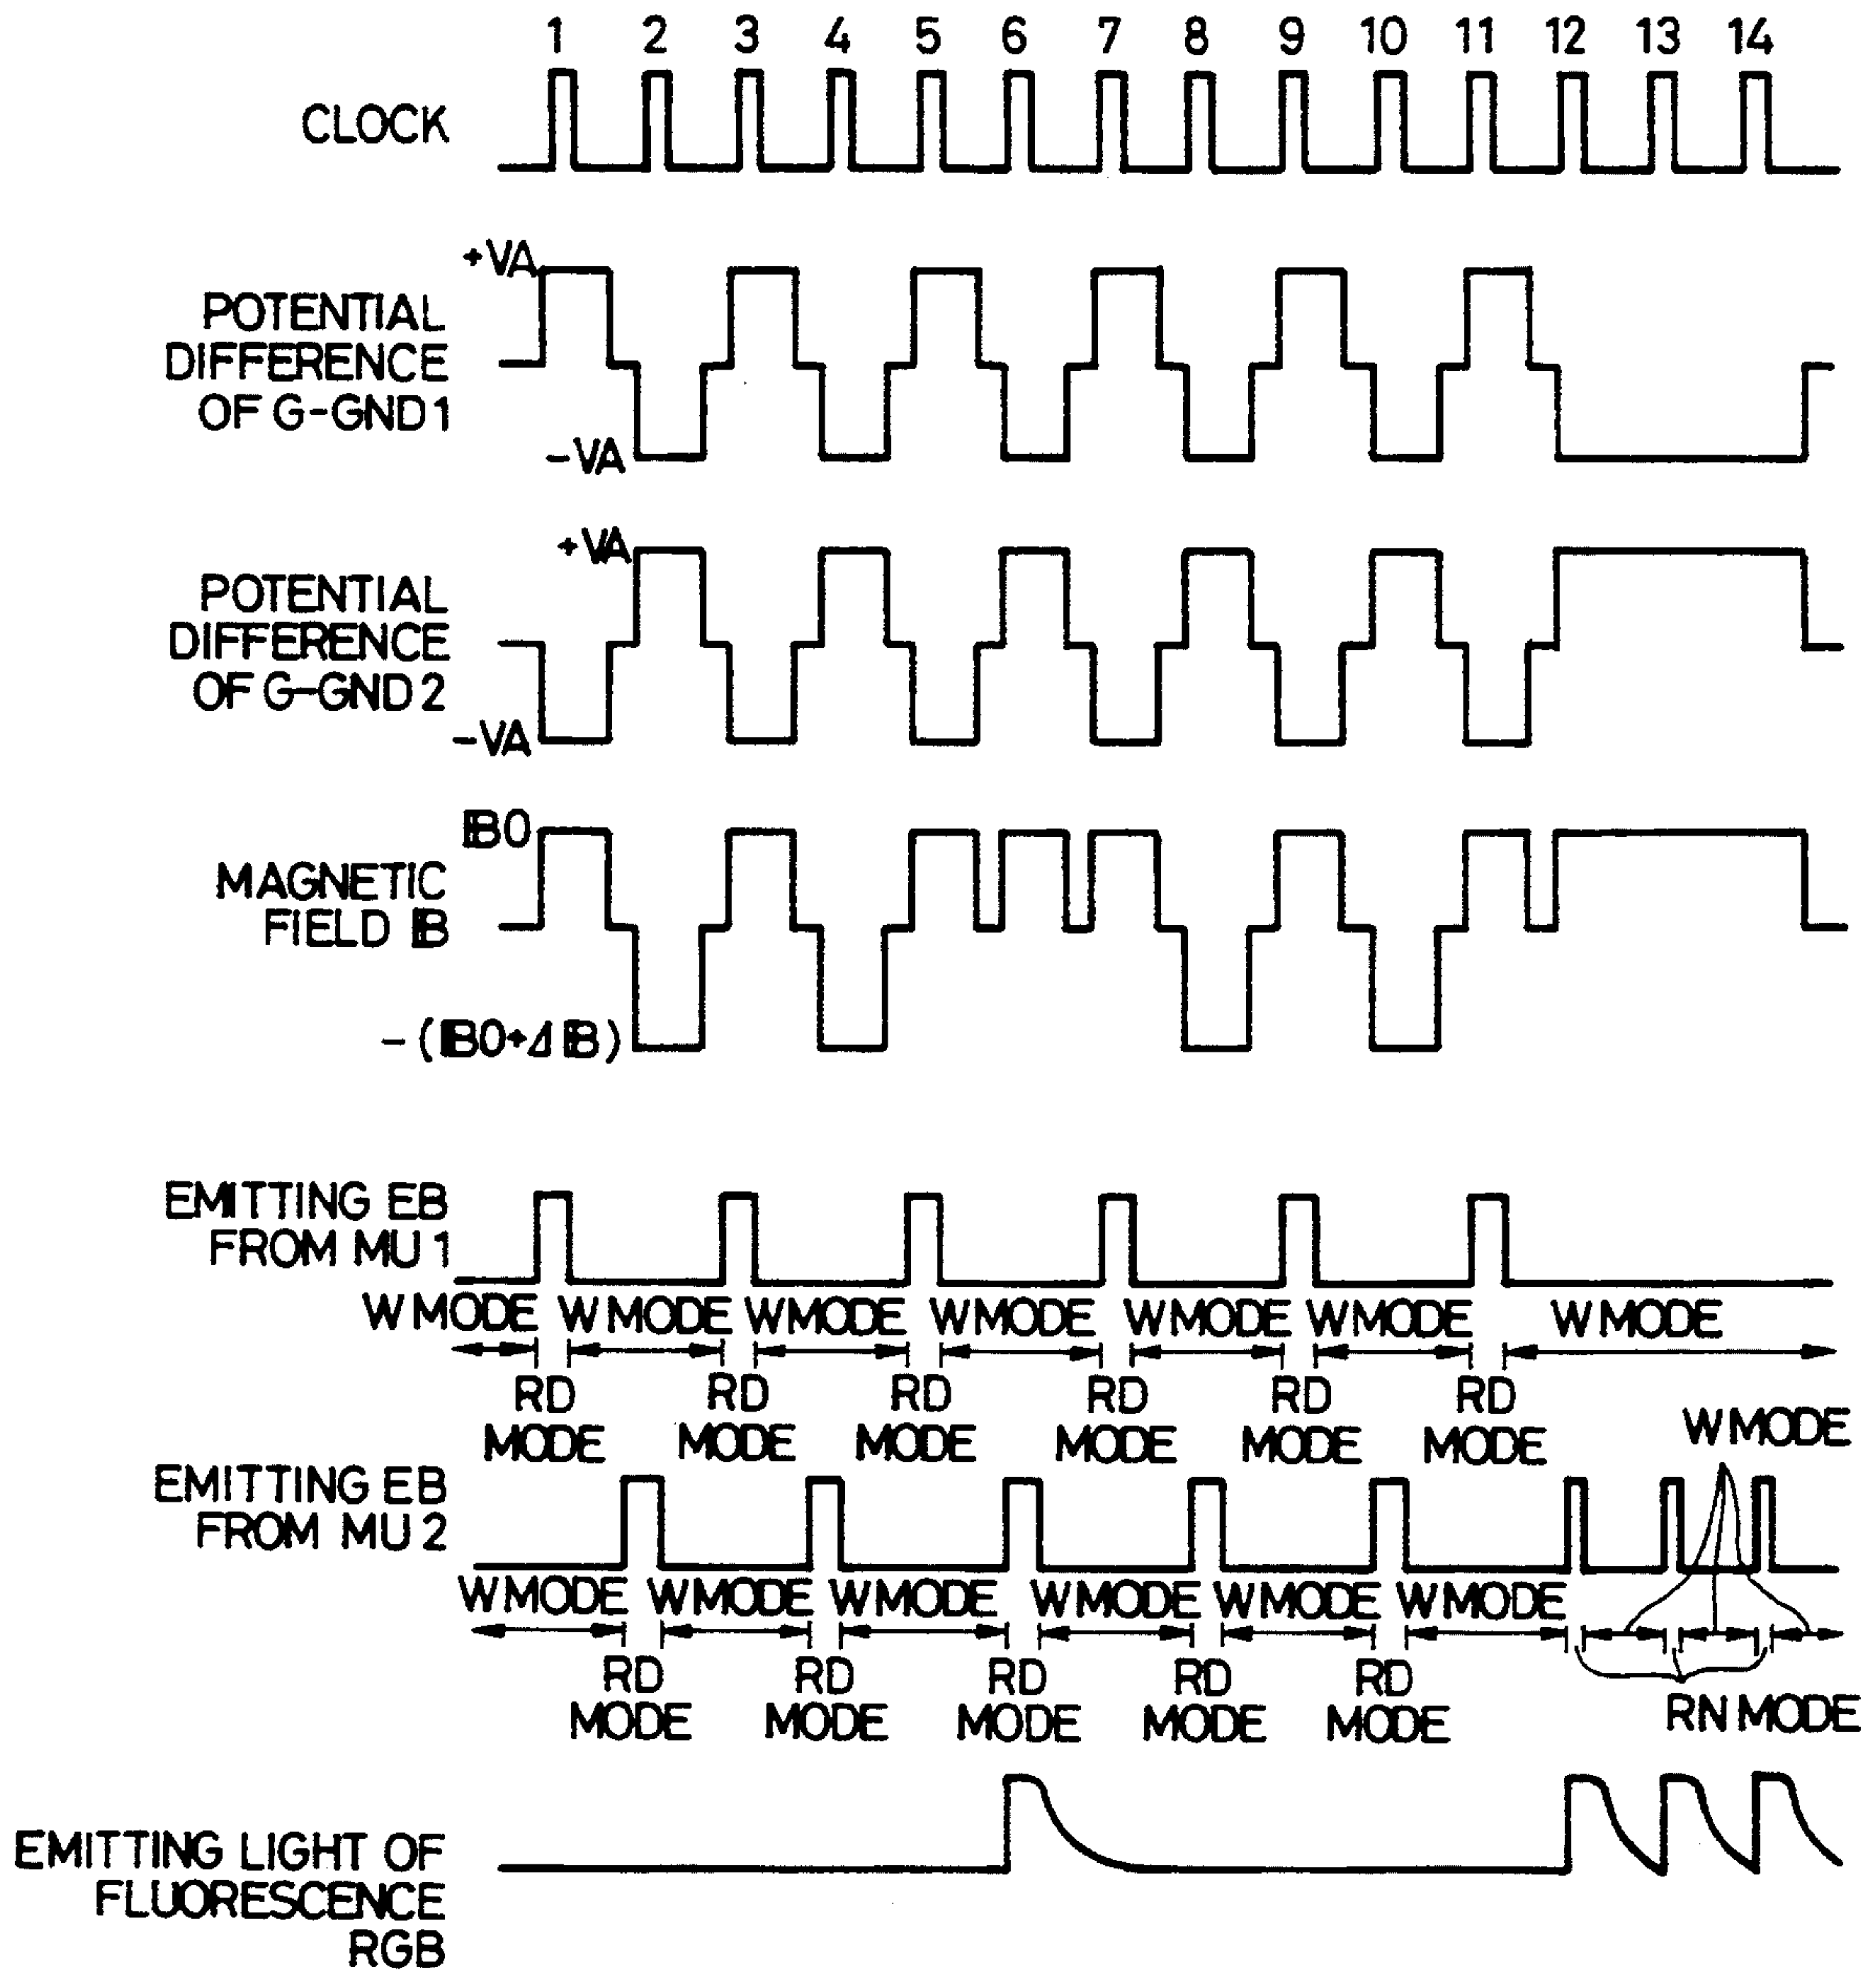 1 2 3 4 5 6 7 8 9 10 11 12 13 14
CLOCK
+VA
POTENTIAL
DIFFERENCE
OF G-GND1
-VA
+VA
POTENTIAL
DIFFERENCE
OF G-GND2
-VA
𝔹0
MAGNETIC
FIELD 𝔹
-(𝔹0+Δ𝔹)
EMITTING EB
FROM MU1
W MODE W MODE W MODE W MODE W MODE W MODE W MODE
RD RD RD RD RD RD
MODE MODE MODE MODE MODE MODE
W MODE
EMITTING EB
FROM MU2
W MODE W MODE W MODE W MODE W MODE W MODE
RD RD RD RD RD
MODE MODE MODE MODE MODE
RN MODE
EMITTING LIGHT OF
FLUORESCENCE
RGB